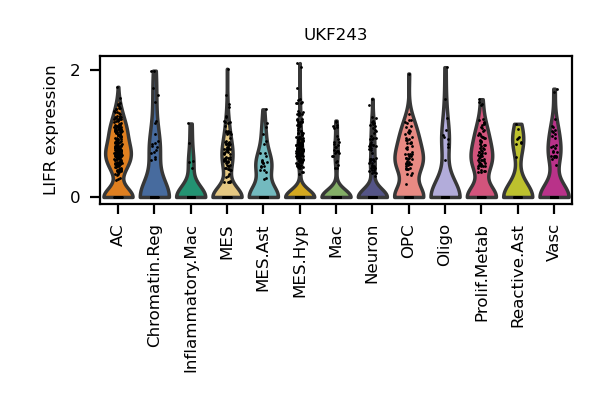 UKF243
LIFR expression
2
0
AC
Chromatin.Reg
Inflammatory.Mac
MES
MES.Ast
MES.Hyp
Mac
Neuron
OPC
Oligo
Prolif.Metab
Reactive.Ast
Vasc